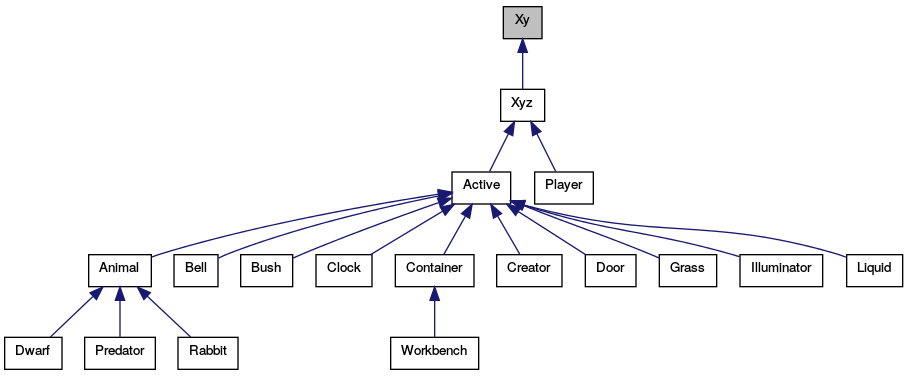 Xy
Xyz
Active
Player
Animal
Bell
Bush
Clock
Container
Creator
Door
Grass
Illuminator
Liquid
Dwarf
Predator
Rabbit
Workbench